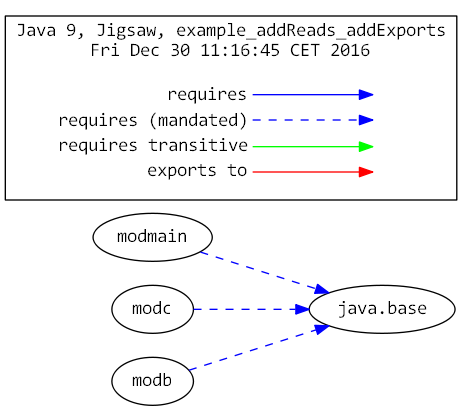 Java 9, Jigsaw, example_addReads_addExports
Fri Dec 30 11:16:45 CET 2016
requires
requires (mandated)
requires transitive
exports to
modmain
modc
java.base
modb